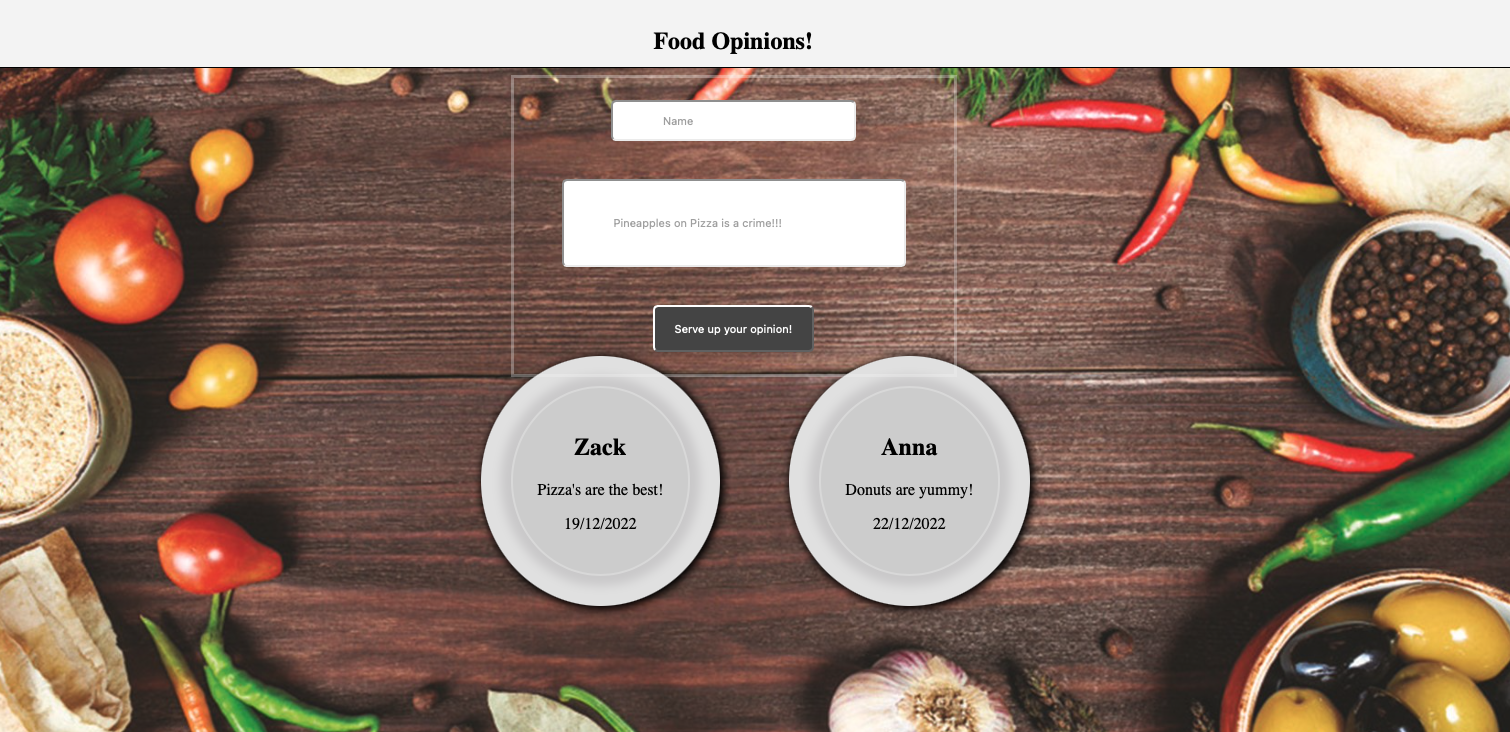 Food Opinions!
Name
Pineapples on Pizza is a crime!!!
Serve up your opinion!
Zack
Pizza's are the best!
19/12/2022
Anna
Donuts are yummy!
22/12/2022